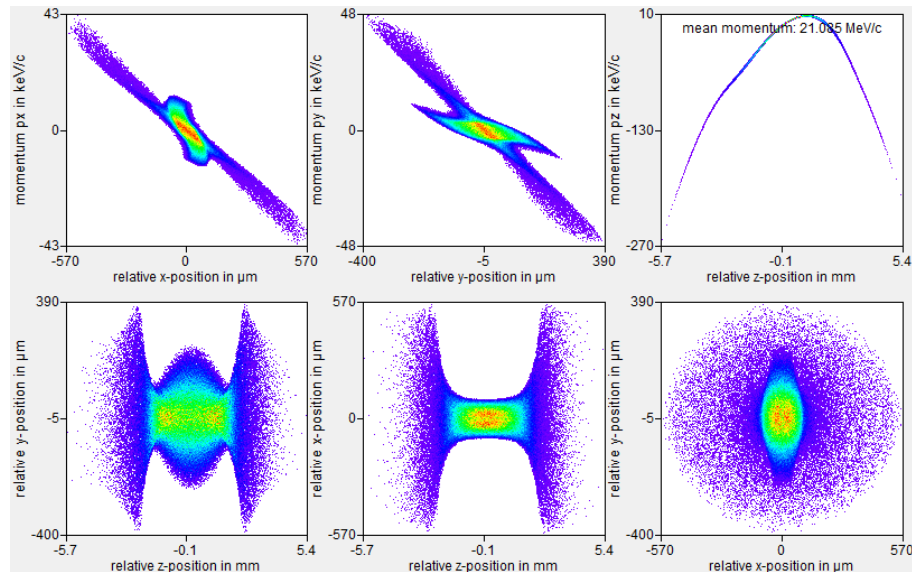 43
0
-43
momentum px in keV/c
-570
0
570
relative x-position in µm
48
0
-48
momentum py in keV/c
-400
-5
390
relative y-position in µm
10
-130
-270
momentum pz in keV/c
mean momentum: 21.035 MeV/c
-5.7
-0.1
5.4
relative z-position in mm
390
-5
-400
relative y-position in µm
-5.7
-0.1
5.4
relative z-position in mm
570
0
-570
relative x-position in µm
-5.7
-0.1
5.4
relative z-position in mm
390
-5
-400
relative y-position in µm
570
0
570
relative x-position in µm